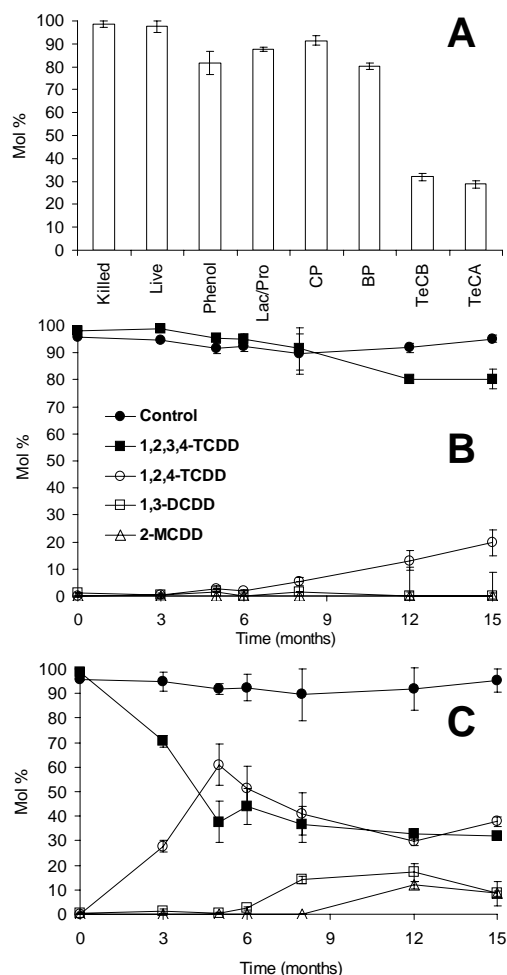 A
Mol %
100
90
80
70
60
50
40
30
20
10
0
Killed
Live
Phenol
Lac/Pro
CP
BP
TeCB
TeCA
B
Mol %
100
90
80
70
60
50
40
30
20
10
0
Control
1,2,3,4-TCDD
1,2,4-TCDD
1,3-DCDD
2-MCDD
0 3 6 9 12 15
Time (months)
C
Mol %
100
90
80
70
60
50
40
30
20
10
0
0 3 6 9 12 15
Time (months)